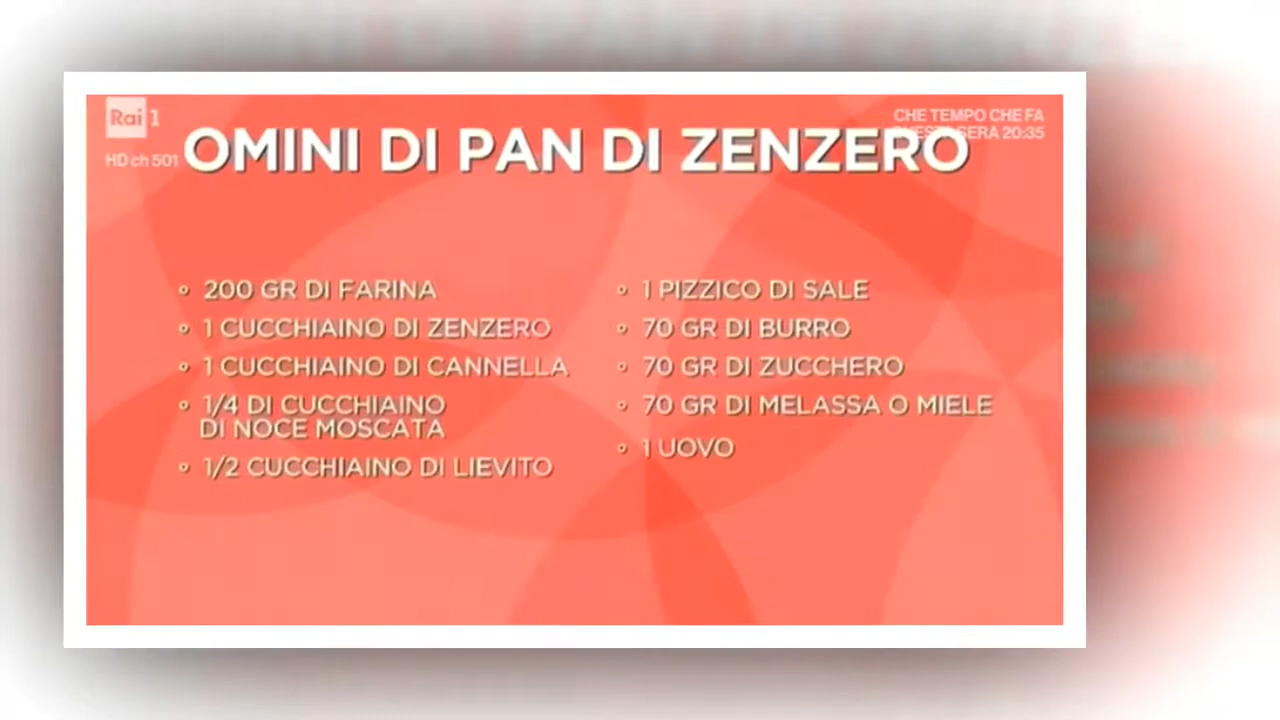 Rai 1
HD ch 501
CHE TEMPO CHE FA
QUESTA SERA 20:35
OMINI DI PAN DI ZENZERO
200 GR DI FARINA
1 CUCCHIAINO DI ZENZERO
1 CUCCHIAINO DI CANNELLA
1/4 DI CUCCHIAINO
DI NOCE MOSCATA
1/2 CUCCHIAINO DI LIEVITO
1 PIZZICO DI SALE
70 GR DI BURRO
70 GR DI ZUCCHERO
70 GR DI MELASSA O MIELE
1 UOVO